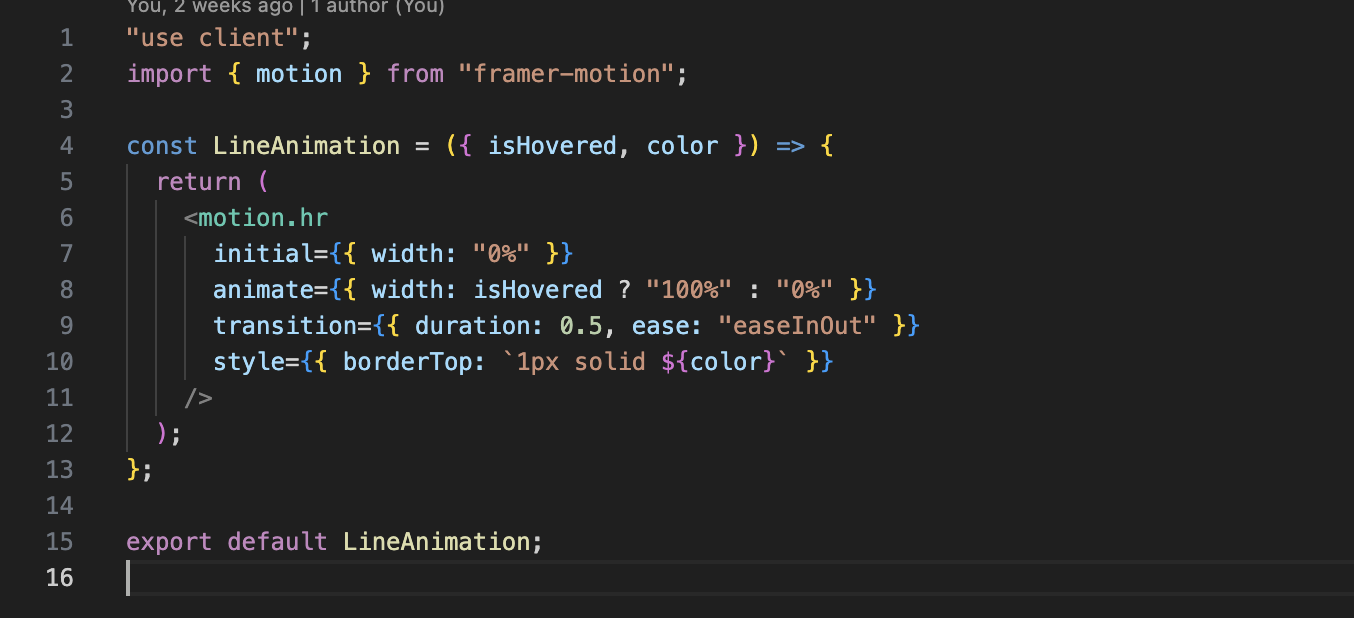 You, 2 weeks ago | 1 author (You)
1 "use client";
2 import { motion } from "framer-motion";
3
4 const LineAnimation = ({ isHovered, color }) => {
5   return (
6     <motion.hr
7       initial={{ width: "0%" }}
8       animate={{ width: isHovered ? "100%" : "0%" }}
9       transition={{ duration: 0.5, ease: "easeInOut" }}
10       style={{ borderTop: `1px solid ${color}` }}
11     />
12   );
13 };
14
15 export default LineAnimation;
16